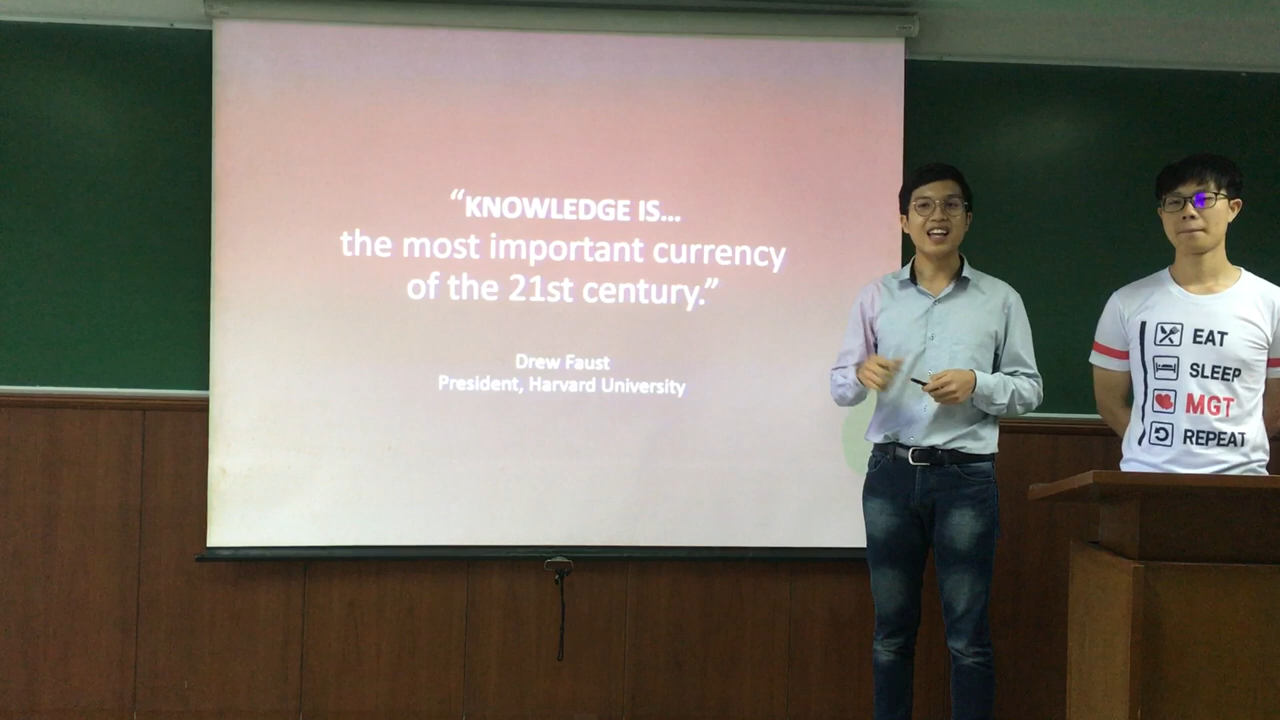 “KNOWLEDGE IS...
the most important currency
of the 21st century.”
Drew Faust
President, Harvard University
EAT
SLEEP
MGT
REPEAT